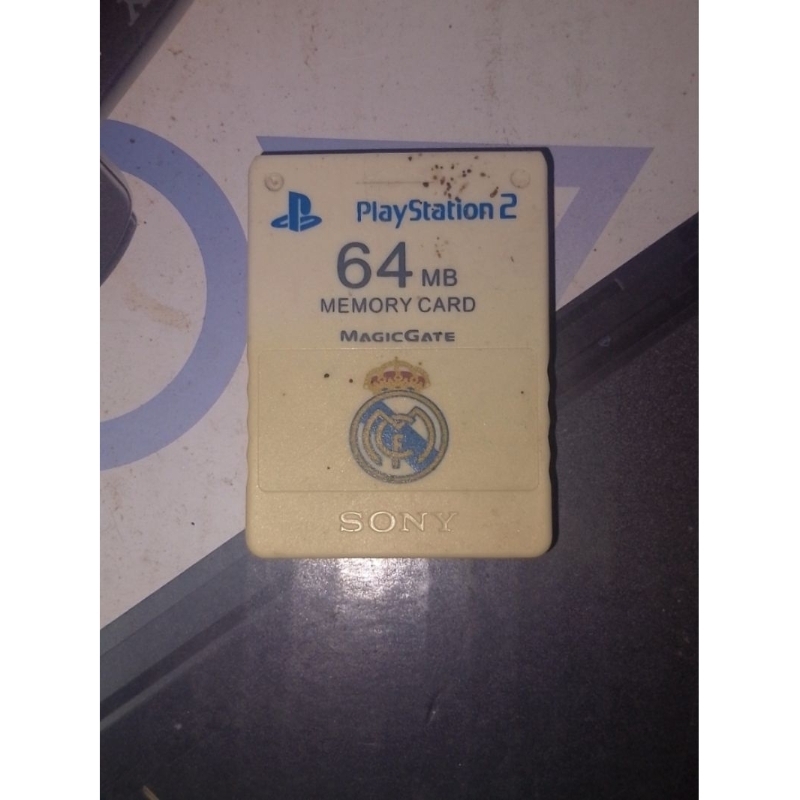 PlayStation 2
64 MB
MEMORY CARD
MAGICGATE
SONY